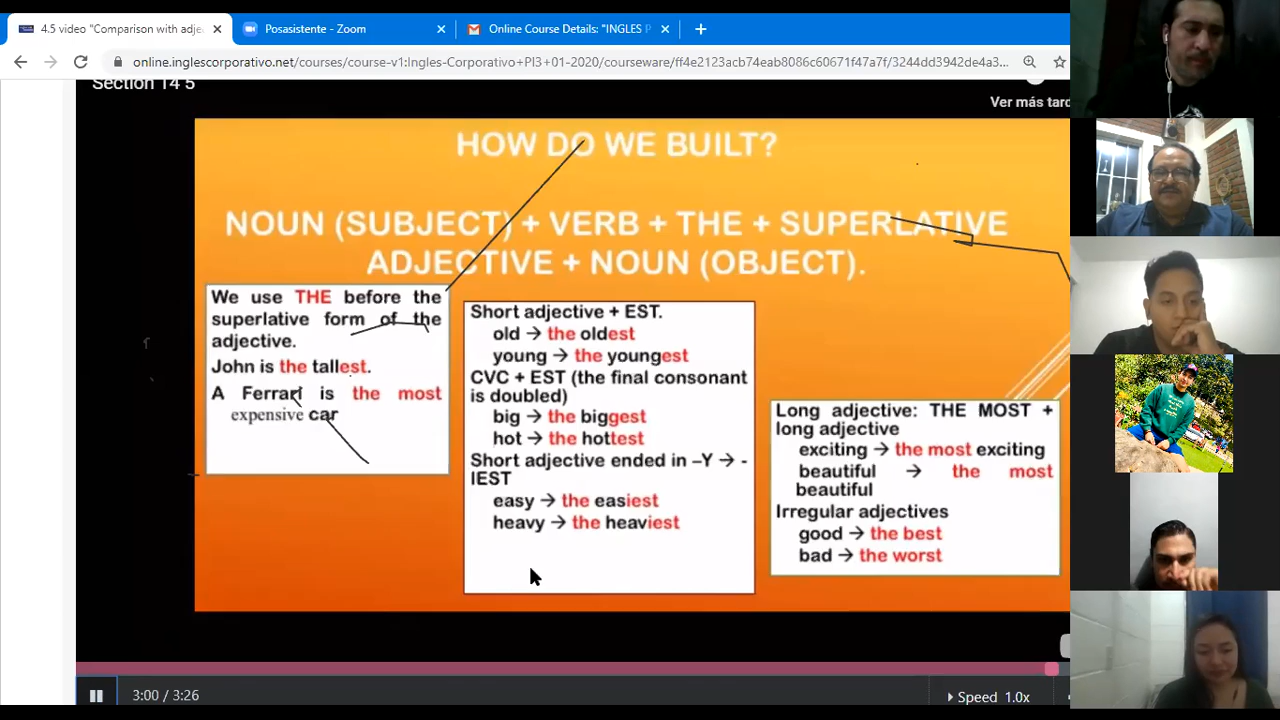 4.5 video "Comparison with adje
Posasistente - Zoom
Online Course Details: "INGLES P
online.inglescorporativo.net/courses/course-v1:Ingles-Corporativo+PI3+01-2020/courseware/ff4e2123acb74eab8086c60671f47a7f/3244dd3942de4a3...
Section 14 5
Ver más tard
HOW DO WE BUILT?
NOUN (SUBJECT) + VERB + THE + SUPERLATIVE
ADJECTIVE + NOUN (OBJECT).
We use THE before the
superlative form of the
adjective.
John is the tallest.
A Ferrari is the most
expensive car
Short adjective + EST.
old → the oldest
young → the youngest
CVC + EST (the final consonant
is doubled)
big → the biggest
hot → the hottest
Short adjective ended in –Y → -
IEST
easy → the easiest
heavy → the heaviest
Long adjective: THE MOST +
long adjective
exciting → the most exciting
beautiful → the most
beautiful
Irregular adjectives
good → the best
bad → the worst
3:00 / 3:26
Speed 1.0x